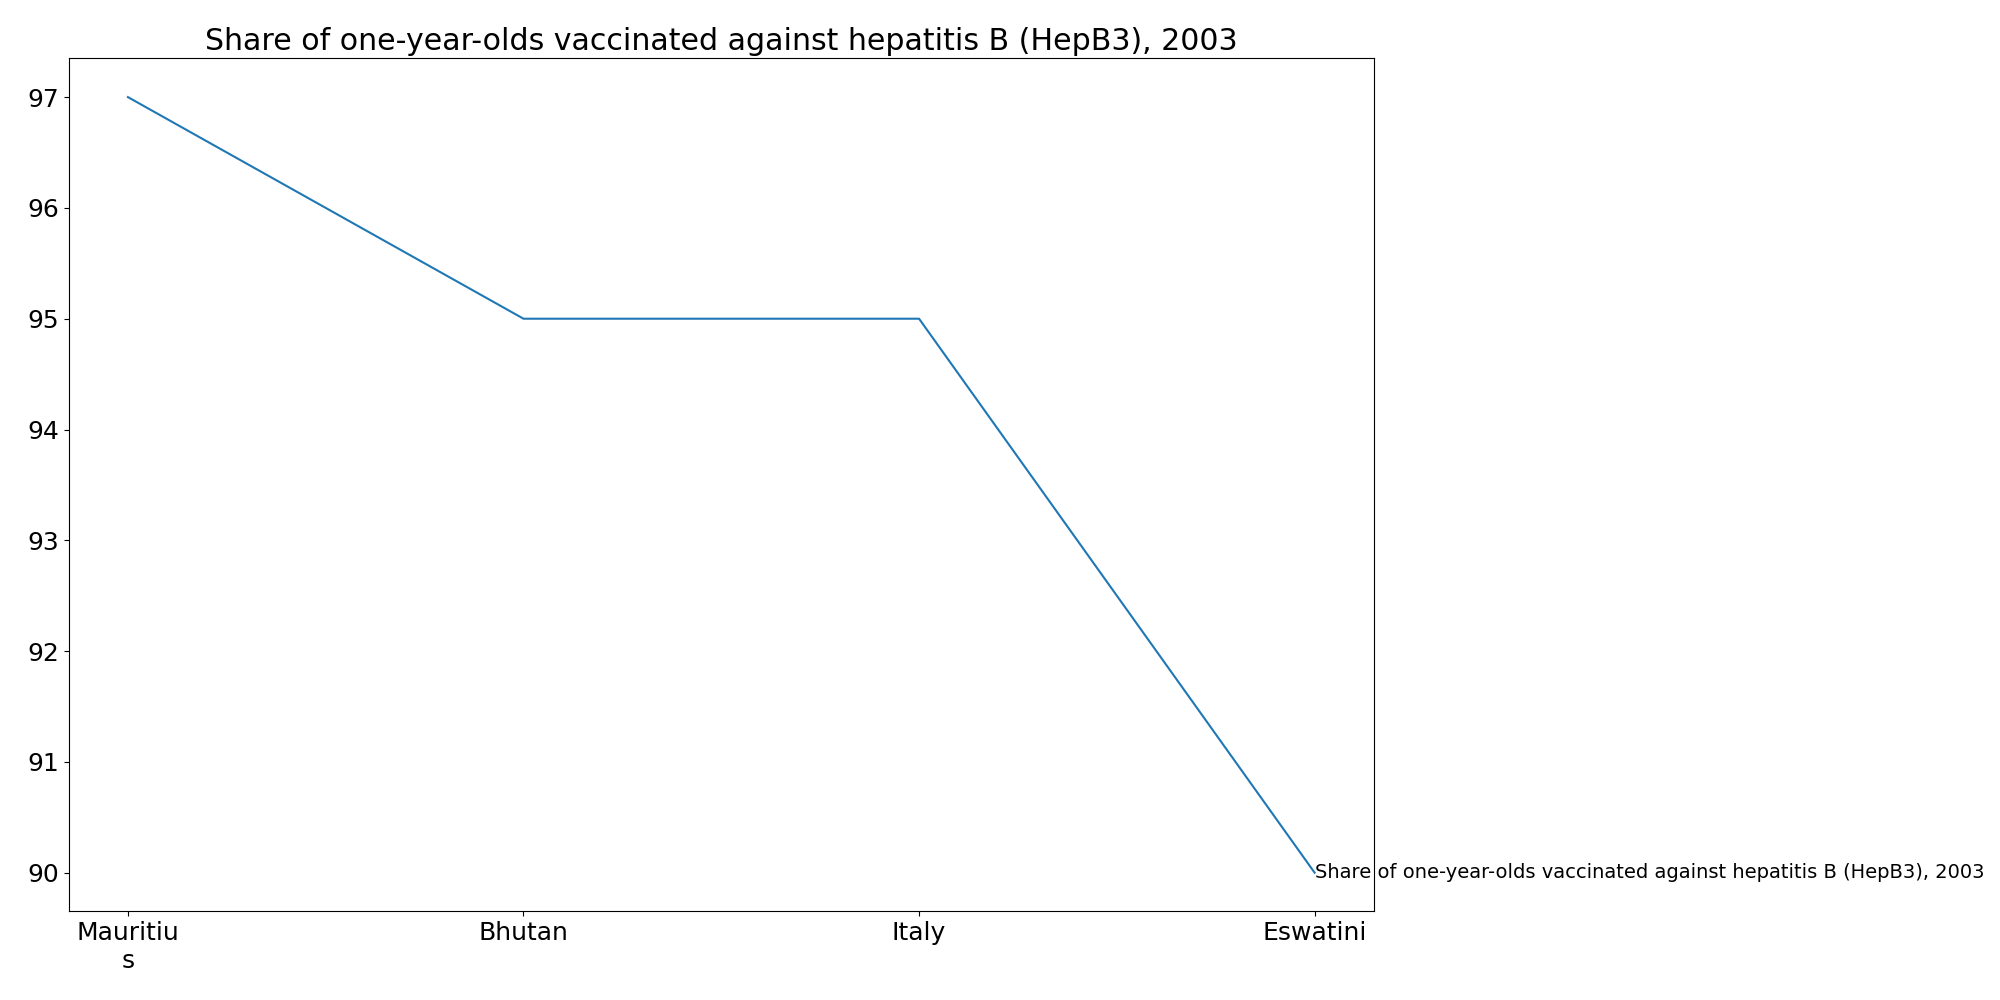 Share of one-year-olds vaccinated against hepatitis B (HepB3), 2003
97
96
95
94
93
92
91
90
Share of one-year-olds vaccinated against hepatitis B (HepB3), 2003
Mauritiu
s
Bhutan
Italy
Eswatini